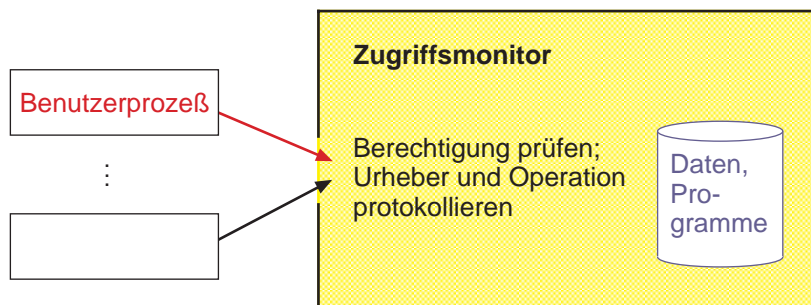 Zugriffsmonitor
Benutzerprozeß
⋮
Berechtigung prüfen;
Urheber und Operation
protokollieren
Daten,
Pro-
gramme